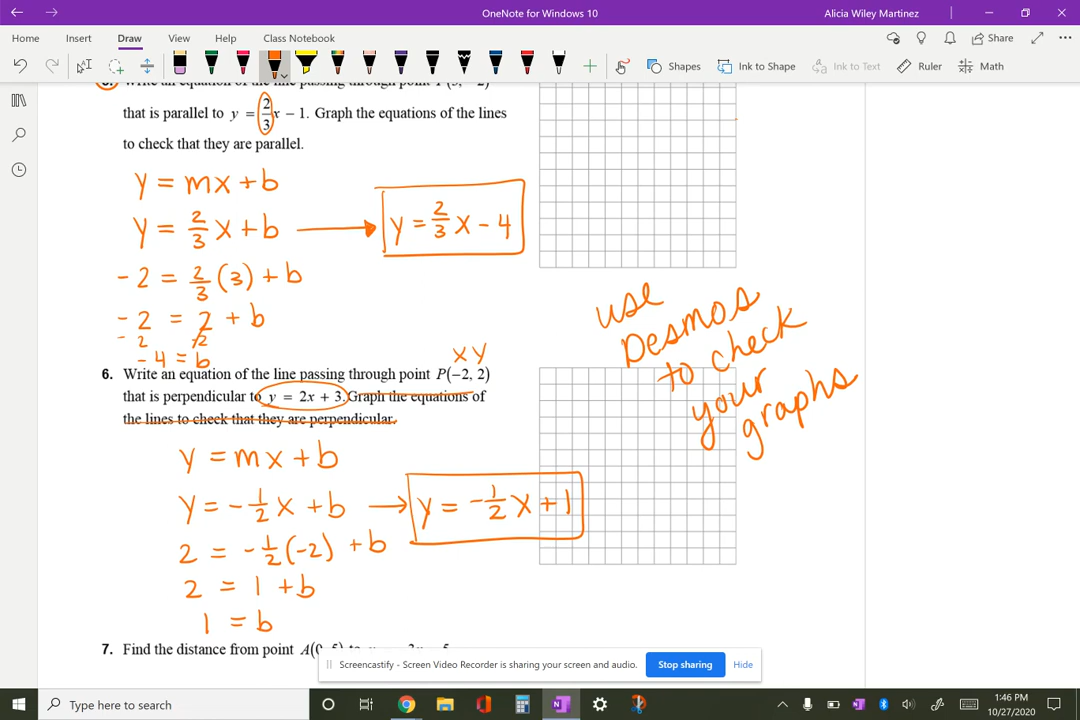 OneNote for Windows 10
Alicia Wiley Martinez
Home Insert Draw View Help Class Notebook
Share
Shapes Ink to Shape Ink to Text Ruler Math
that is parallel to y = 2/3 x − 1. Graph the equations of the lines
to check that they are parallel.
y = mx + b
y = 2/3 x + b → y = 2/3 x − 4
-2 = 2/3 (3) + b
-2 = 2 + b
-2 -2
-4 = b
use
Desmos
to check
your
graphs
x y
6. Write an equation of the line passing through point P(−2, 2)
that is perpendicular to y = 2x + 3. Graph the equations of
the lines to check that they are perpendicular.
y = mx + b
y = -1/2 x + b → y = -1/2 x + 1
2 = -1/2 (-2) + b
2 = 1 + b
1 = b
7. Find the distance from point
Screencastify - Screen Video Recorder is sharing your screen and audio.
Stop sharing
Hide
Type here to search
1:46 PM
10/27/2020